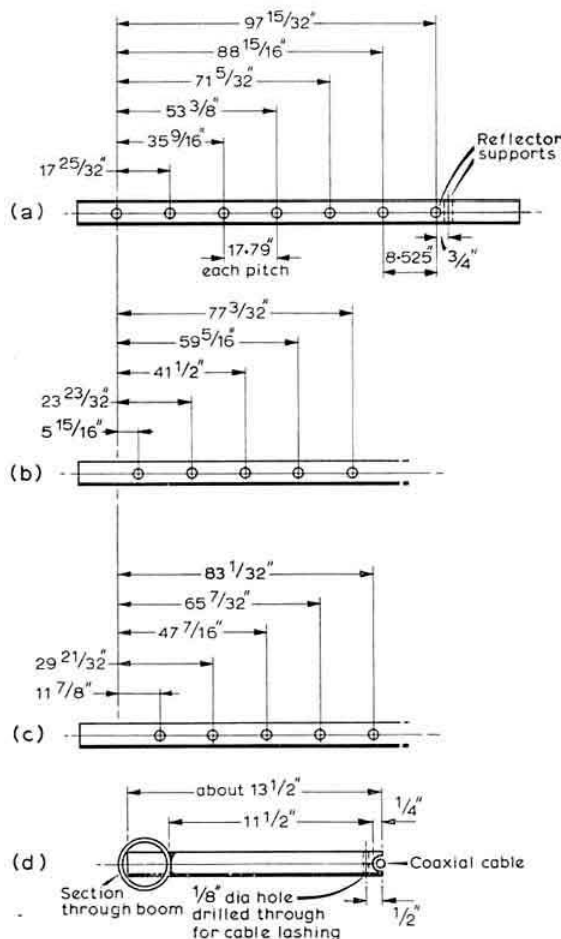 97 15/32"
88 15/16"
71 5/32"
53 3/8"
35 9/16"
17 25/32"
Reflector
supports
(a)
17·79"
each pitch
8·525"
3/4"
77 3/32"
59 5/16"
41 1/2"
23 23/32"
5 15/16"
(b)
83 1/32"
65 7/32"
47 7/16"
29 21/32"
11 7/8"
(c)
about 13 1/2"
11 1/2"
1/4"
(d)
Coaxial cable
Section
through boom
1/8" dia hole
drilled through
for cable lashing
1/2"